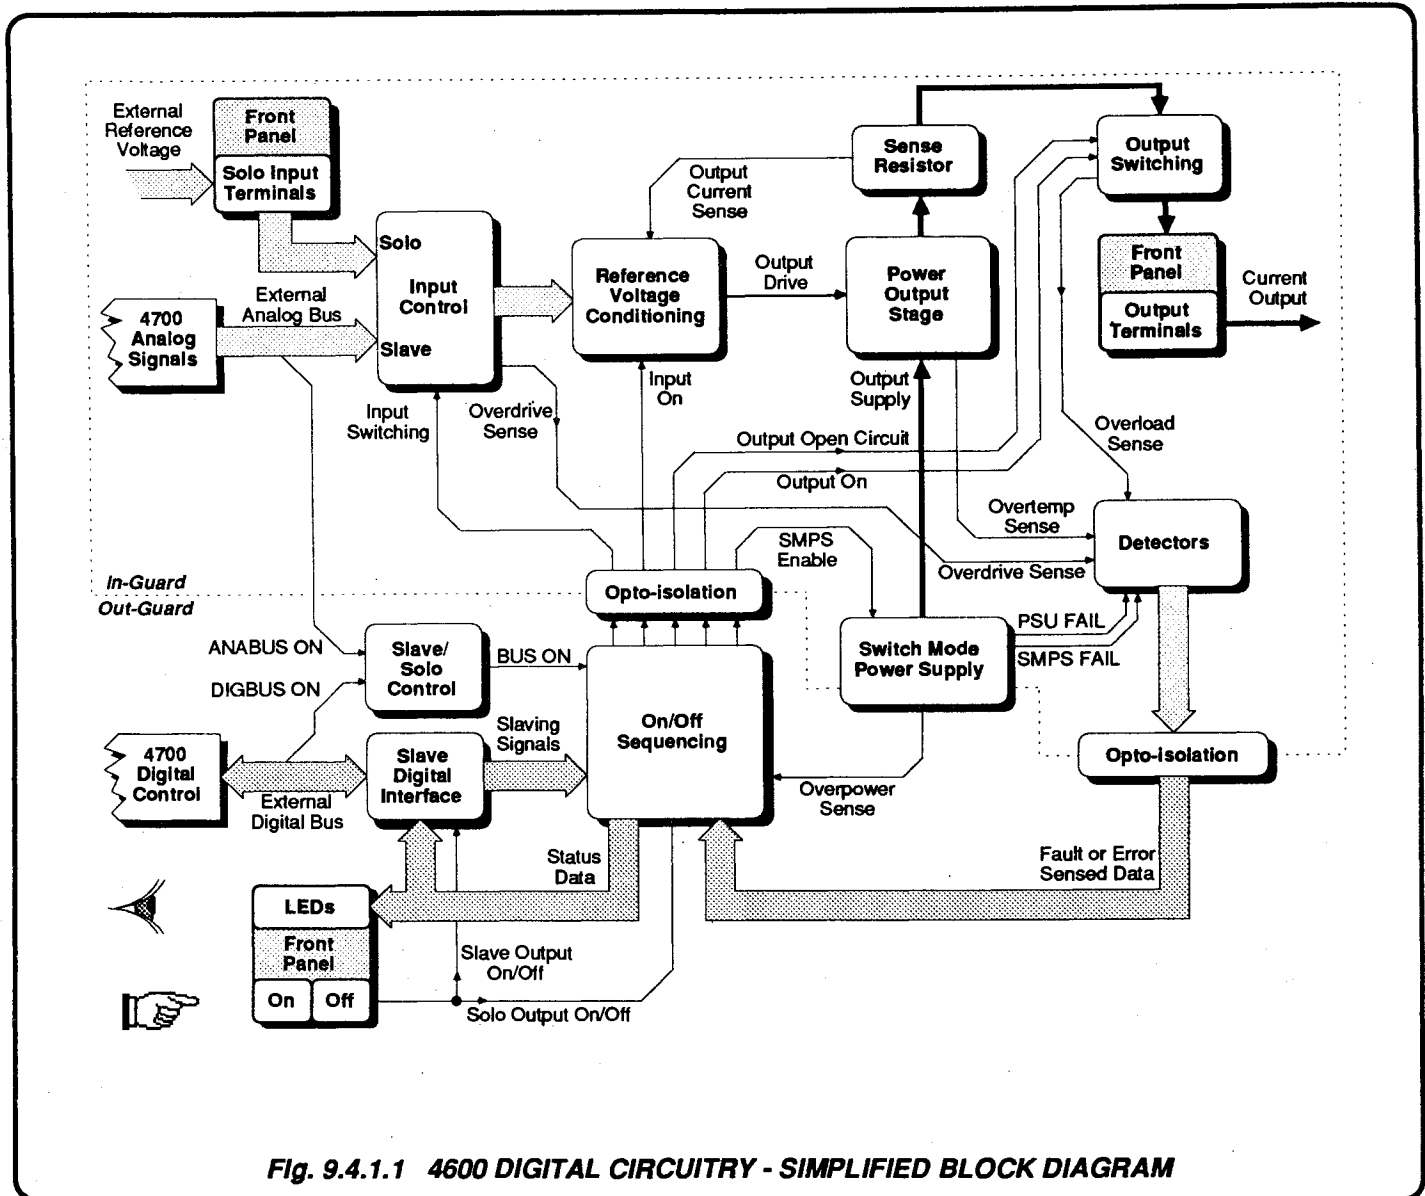 External
Reference
Voltage
Front
Panel
Solo Input
Terminals
Sense
Resistor
Output
Switching
Output
Current
Sense
Solo
Input
Control
Slave
Reference
Voltage
Conditioning
Output
Drive
Power
Output
Stage
Front
Panel
Output
Terminals
Current
Output
4700
Analog
Signals
External
Analog Bus
Input
Switching
Overdrive
Sense
Input
On
Output
Supply
Output Open Circuit
Output On
Overload
Sense
Overtemp
Sense
Detectors
SMPS
Enable
Overdrive Sense
In-Guard
Out-Guard
Opto-isolation
PSU FAIL
SMPS FAIL
ANABUS ON
DIGBUS ON
Slave/
Solo
Control
BUS ON
Switch Mode
Power Supply
On/Off
Sequencing
Slaving
Signals
4700
Digital
Control
External
Digital Bus
Slave
Digital
Interface
Overpower
Sense
Opto-isolation
Status
Data
Fault or Error
Sensed Data
LEDs
Front
Panel
On
Off
Slave Output
On/Off
Solo Output On/Off
Fig. 9.4.1.1 4600 DIGITAL CIRCUITRY - SIMPLIFIED BLOCK DIAGRAM